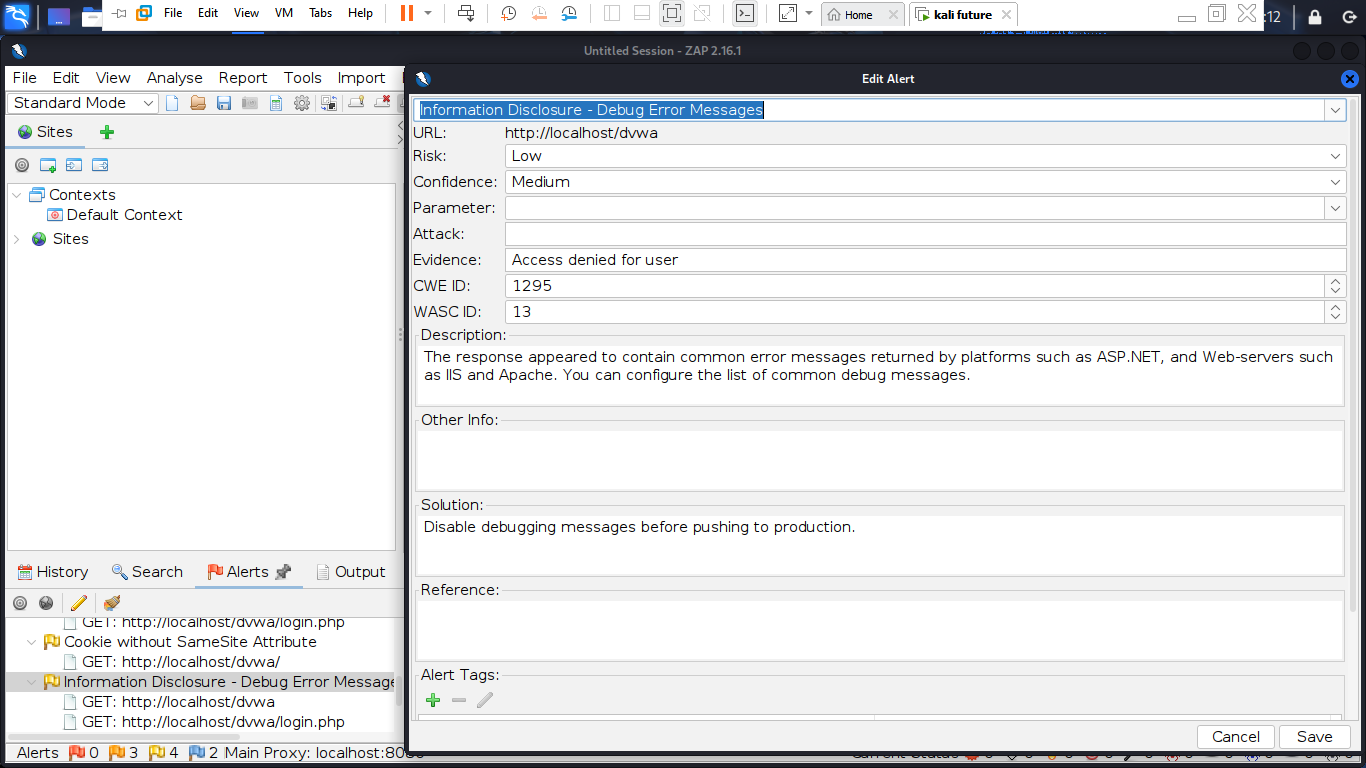 File Edit View VM Tabs Help Home kali future :12
Untitled Session - ZAP 2.16.1
File Edit View Analyse Report Tools Import
Standard Mode
Sites
Contexts
Default Context
Sites
History Search Alerts Output
GET: http://localhost/dvwa/login.php
Cookie without SameSite Attribute
GET: http://localhost/dvwa/
Information Disclosure - Debug Error Message
GET: http://localhost/dvwa
GET: http://localhost/dvwa/login.php
Alerts 0 3 4 2 Main Proxy: localhost:8080
Edit Alert
Information Disclosure - Debug Error Messages
URL: http://localhost/dvwa
Risk: Low
Confidence: Medium
Parameter:
Attack:
Evidence: Access denied for user
CWE ID: 1295
WASC ID: 13
Description:
The response appeared to contain common error messages returned by platforms such as ASP.NET, and Web-servers such
as IIS and Apache. You can configure the list of common debug messages.
Other Info:
Solution:
Disable debugging messages before pushing to production.
Reference:
Alert Tags:
Cancel Save